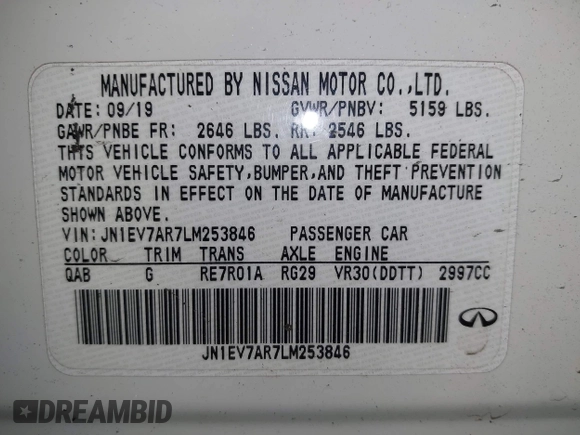 MANUFACTURED BY NISSAN MOTOR CO.,LTD.
DATE: 09/19 GVWR/PNBV: 5159 LBS.
GAWR/PNBE FR: 2646 LBS. RR: 2546 LBS.
THIS VEHICLE CONFORMS TO ALL APPLICABLE FEDERAL
MOTOR VEHICLE SAFETY,BUMPER,AND THEFT PREVENTION
STANDARDS IN EFFECT ON THE DATE OF MANUFACTURE
SHOWN ABOVE.
VIN:JN1EV7AR7LM253846 PASSENGER CAR
COLOR TRIM TRANS AXLE ENGINE
QAB G RE7R01A RG29 VR30(DDTT) 2997CC
JN1EV7AR7LM253846
DREAMBID